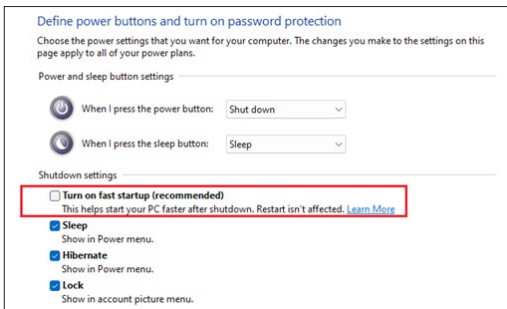 Define power buttons and turn on password protection
Choose the power settings that you want for your computer. The changes you make to the settings on this
page apply to all of your power plans.
Power and sleep button settings
When I press the power button: Shut down
When I press the sleep button: Sleep
Shutdown settings
Turn on fast startup (recommended)
This helps start your PC faster after shutdown. Restart isn't affected. Learn More
Sleep
Show in Power menu.
Hibernate
Show in Power menu.
Lock
Show in account picture menu.